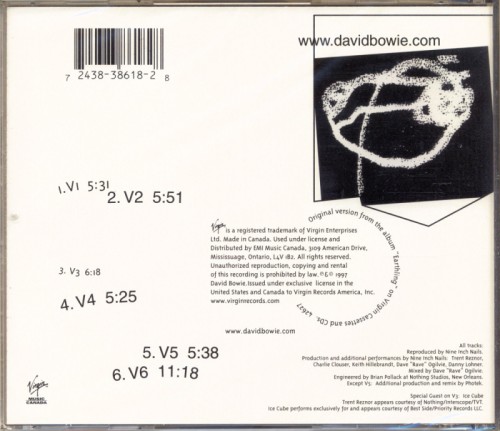 www.davidbowie.com
7 2438-38618-2 8
1. V1 5:31
2. V2 5:51
3. V3 6:18
4. V4 5:25
5. V5 5:38
6. V6 11:18
Original version from the album "Earthling" on Virgin Cassettes and CDs. 42627
Virgin is a registered trademark of Virgin Enterprises
Ltd. Made in Canada. Used under license and
Distributed by EMI Music Canada, 3109 American Drive,
Mississauga, Ontario, L4V 1B2. All rights reserved.
Unauthorized reproduction, copying and rental
of this recording is prohibited by law. ℗© 1997
David Bowie.Issued under exclusive license in the
United States and Canada to Virgin Records America, Inc.
www.virginrecords.com
www.davidbowie.com
Virgin
MUSIC
CANADA
All tracks:
Reproduced by Nine Inch Nails.
Production and additional performances by Nine Inch Nails: Trent Reznor,
Charlie Clouser, Keith Hillebrandt, Dave "Rave" Ogilvie, Danny Lohner.
Mixed by Dave "Rave" Ogilvie.
Engineered by Brian Pollack at Nothing Studios, New Orleans.
Except V5: Additional production and remix by Photek.
Special Guest on V3: Ice Cube
Trent Reznor appears courtesy of Nothing/Interscope/TVT.
Ice Cube performs exclusively for and appears courtesy of Best Side/Priority Records LLC.